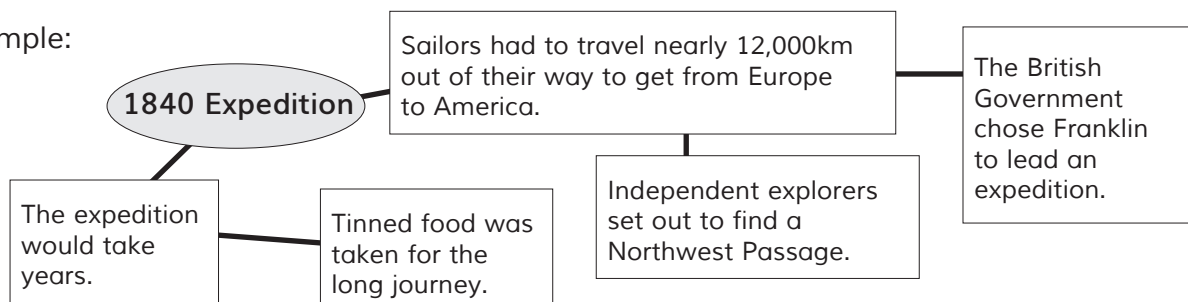 mple:
1840 Expedition
Sailors had to travel nearly 12,000km
out of their way to get from Europe
to America.
The British
Government
chose Franklin
to lead an
expedition.
Independent explorers
set out to find a
Northwest Passage.
The expedition
would take
years.
Tinned food was
taken for the
long journey.